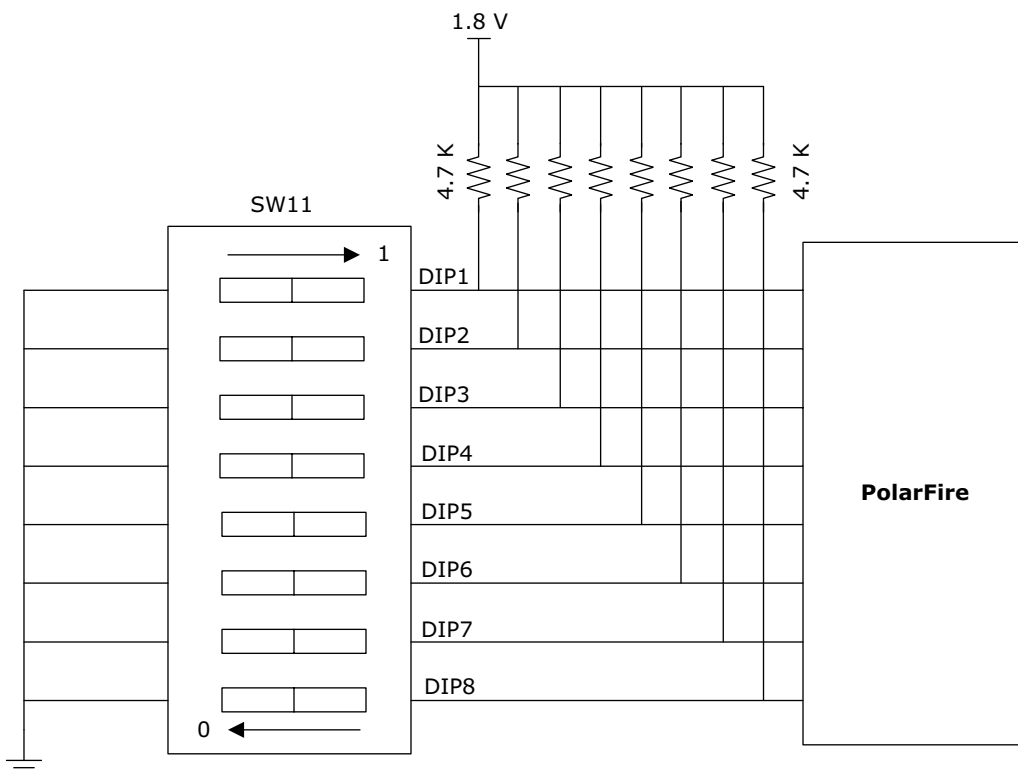 1.8 V
4.7 K
4.7 K
SW11
1
DIP1
DIP2
DIP3
DIP4
DIP5
PolarFire
DIP6
DIP7
DIP8
0